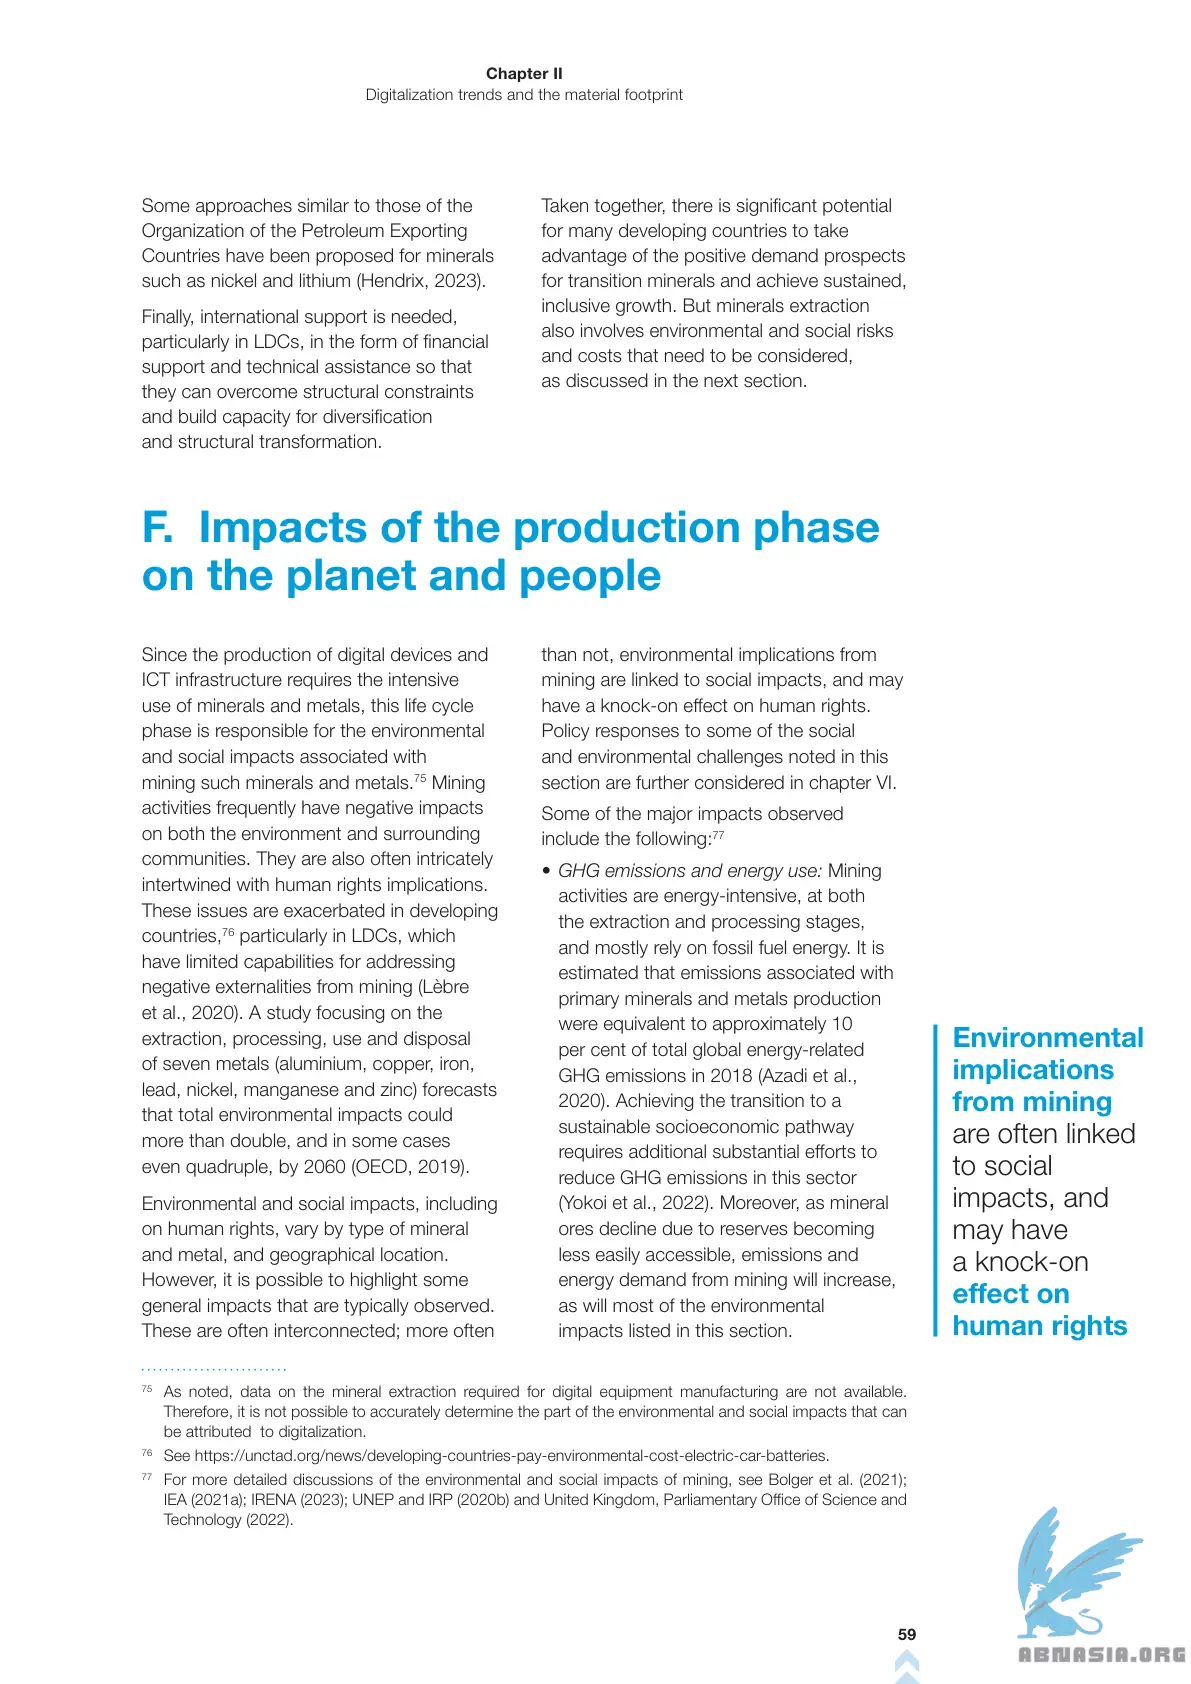 Chapter II
Digitalization trends and the material footprint
Some approaches similar to those of the
Organization of the Petroleum Exporting
Countries have been proposed for minerals
such as nickel and lithium (Hendrix, 2023).
Finally, international support is needed,
particularly in LDCs, in the form of financial
support and technical assistance so that
they can overcome structural constraints
and build capacity for diversification
and structural transformation.
Taken together, there is significant potential
for many developing countries to take
advantage of the positive demand prospects
for transition minerals and achieve sustained,
inclusive growth. But minerals extraction
also involves environmental and social risks
and costs that need to be considered,
as discussed in the next section.
F. Impacts of the production phase
on the planet and people
Since the production of digital devices and
ICT infrastructure requires the intensive
use of minerals and metals, this life cycle
phase is responsible for the environmental
and social impacts associated with
mining such minerals and metals.75 Mining
activities frequently have negative impacts
on both the environment and surrounding
communities. They are also often intricately
intertwined with human rights implications.
These issues are exacerbated in developing
countries,76 particularly in LDCs, which
have limited capabilities for addressing
negative externalities from mining (Lèbre
et al., 2020). A study focusing on the
extraction, processing, use and disposal
of seven metals (aluminium, copper, iron,
lead, nickel, manganese and zinc) forecasts
that total environmental impacts could
more than double, and in some cases
even quadruple, by 2060 (OECD, 2019).
Environmental and social impacts, including
on human rights, vary by type of mineral
and metal, and geographical location.
However, it is possible to highlight some
general impacts that are typically observed.
These are often interconnected; more often
than not, environmental implications from
mining are linked to social impacts, and may
have a knock-on effect on human rights.
Policy responses to some of the social
and environmental challenges noted in this
section are further considered in chapter VI.
Some of the major impacts observed
include the following:77
• GHG emissions and energy use: Mining
activities are energy-intensive, at both
the extraction and processing stages,
and mostly rely on fossil fuel energy. It is
estimated that emissions associated with
primary minerals and metals production
were equivalent to approximately 10
per cent of total global energy-related
GHG emissions in 2018 (Azadi et al.,
2020). Achieving the transition to a
sustainable socioeconomic pathway
requires additional substantial efforts to
reduce GHG emissions in this sector
(Yokoi et al., 2022). Moreover, as mineral
ores decline due to reserves becoming
less easily accessible, emissions and
energy demand from mining will increase,
as will most of the environmental
impacts listed in this section.
Environmental
implications
from mining
are often linked
to social
impacts, and
may have
a knock-on
effect on
human rights
75 As noted, data on the mineral extraction required for digital equipment manufacturing are not available.
Therefore, it is not possible to accurately determine the part of the environmental and social impacts that can
be attributed to digitalization.
76 See https://unctad.org/news/developing-countries-pay-environmental-cost-electric-car-batteries.
77 For more detailed discussions of the environmental and social impacts of mining, see Bolger et al. (2021);
IEA (2021a); IRENA (2023); UNEP and IRP (2020b) and United Kingdom, Parliamentary Office of Science and
Technology (2022).
59
ABNASIA.ORG